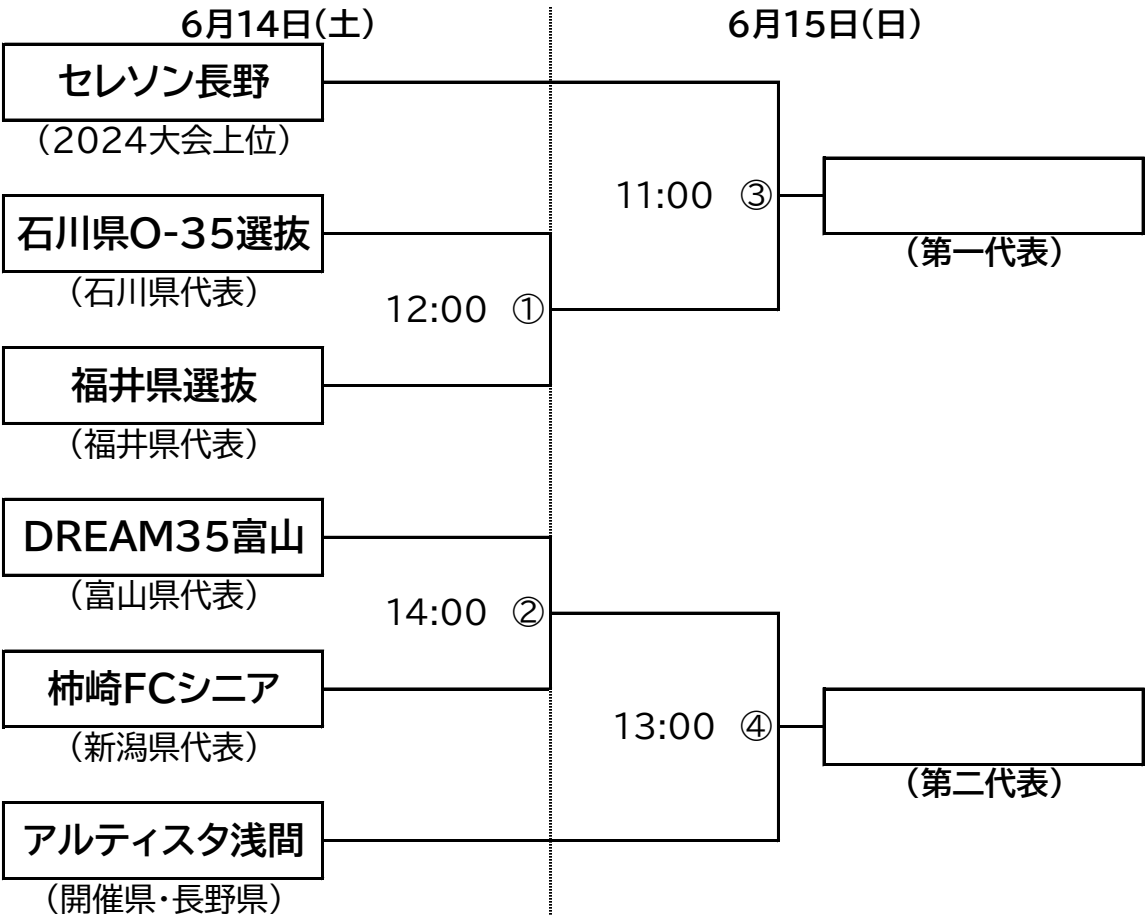 6月14日(土)
6月15日(日)
セレソン長野
(2024大会上位)
11:00 ③
(第一代表)
石川県O-35選抜
(石川県代表)
12:00 ①
福井県選抜
(福井県代表)
DREAM35富山
(富山県代表)
14:00 ②
柿崎FCシニア
(新潟県代表)
13:00 ④
(第二代表)
アルティスタ浅間
(開催県・長野県)